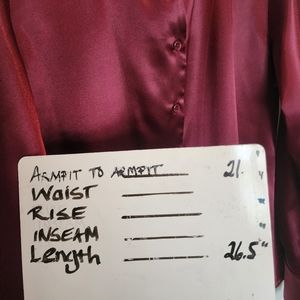 ARMPIT TO ARMPIT 21.
WAIST
RISE
INSEAM
Length 26.5"